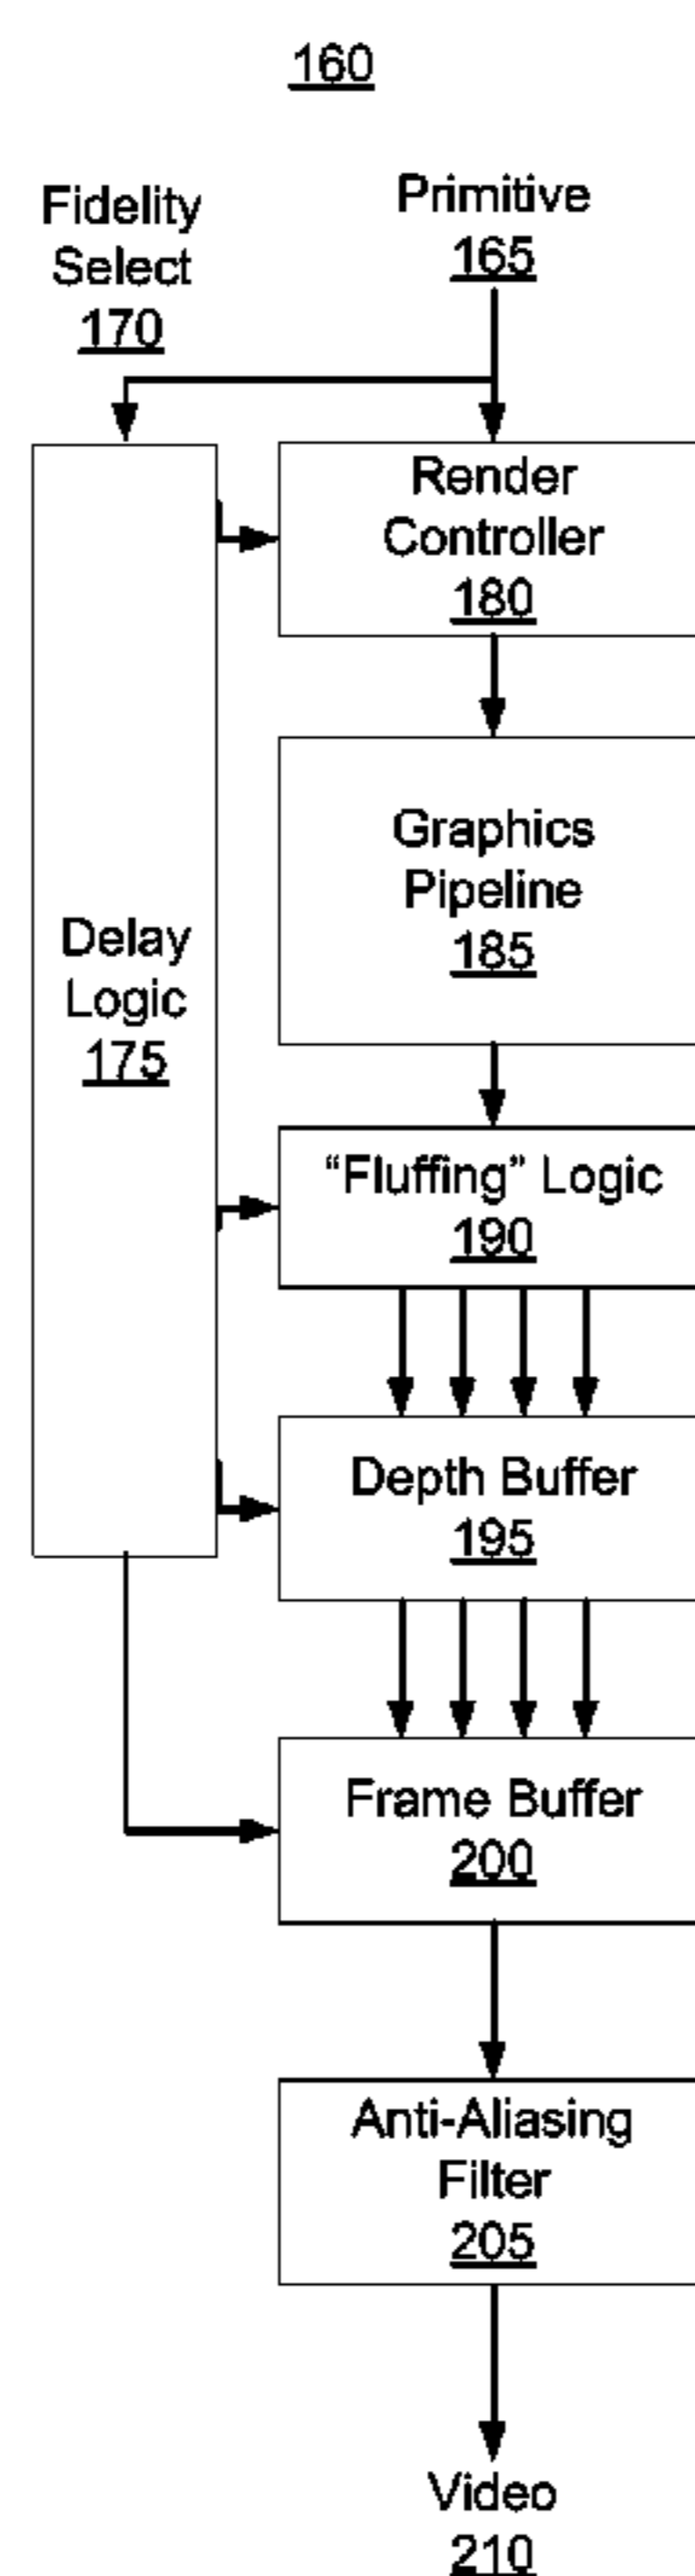 160
Fidelity
Select
170
Primitive
165
Render
Controller
180
Graphics
Pipeline
185
Delay
Logic
175
“Fluffing” Logic
190
Depth Buffer
195
Frame Buffer
200
Anti-Aliasing
Filter
205
Video
210